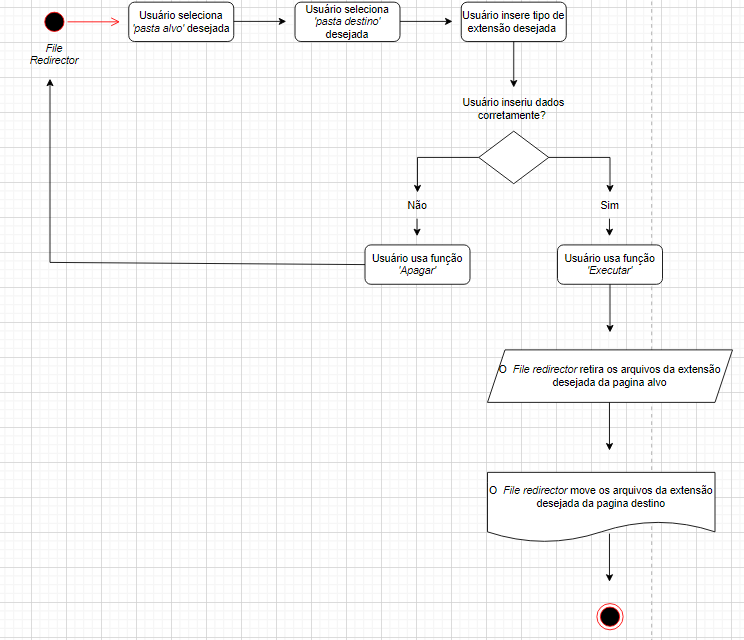 File
Redirector
Usuário seleciona
'pasta alvo' desejada
Usuário seleciona
'pasta destino'
desejada
Usuário insere tipo de
extensão desejada
Usuário inseriu dados
corretamente?
Não
Sim
Usuário usa função
'Apagar'
Usuário usa função
'Executar'
O File redirector retira os arquivos da extensão
desejada da pagina alvo
O File redirector move os arquivos da extensão
desejada da pagina destino